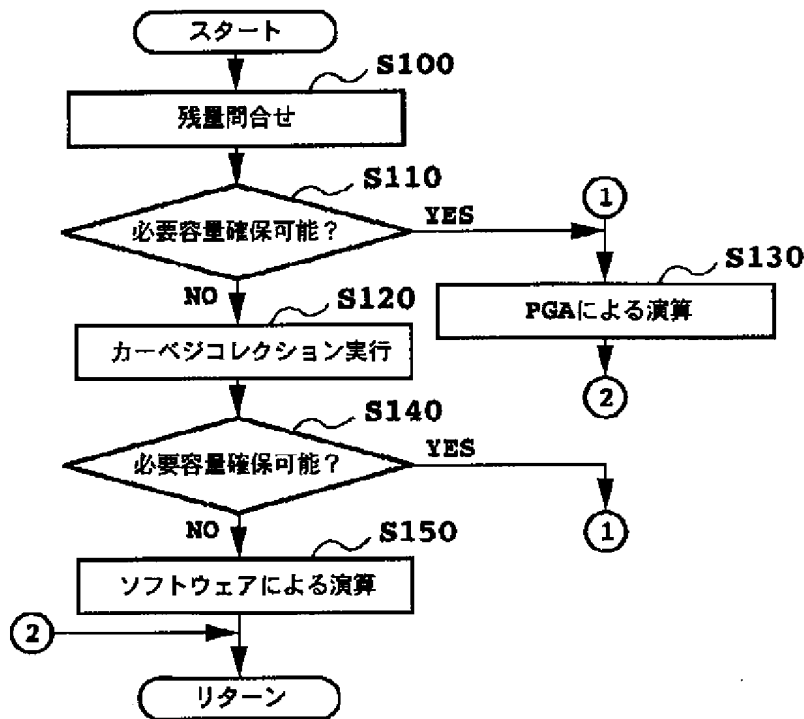 スタート
S100
残量問合せ
S110
必要容量確保可能？
YES
1
S130
PGAによる演算
2
NO
S120
カーベジコレクション実行
S140
必要容量確保可能？
YES
1
NO
S150
ソフトウェアによる演算
2
リターン